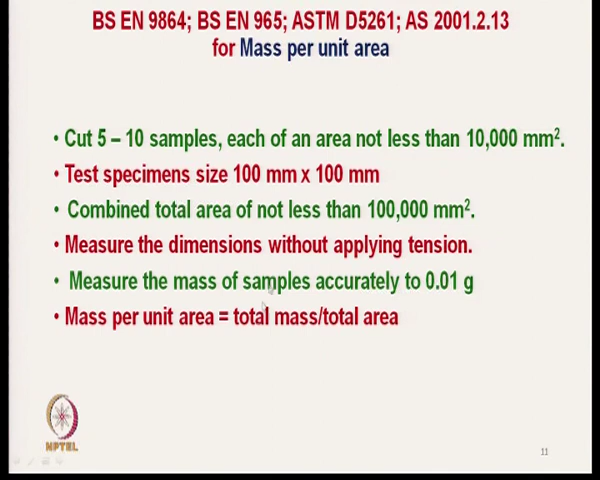 BS EN 9864; BS EN 965; ASTM D5261; AS 2001.2.13
for Mass per unit area
• Cut 5 – 10 samples, each of an area not less than 10,000 mm².
• Test specimens size 100 mm x 100 mm
• Combined total area of not less than 100,000 mm².
• Measure the dimensions without applying tension.
• Measure the mass of samples accurately to 0.01 g
• Mass per unit area = total mass/total area
NPTEL
11